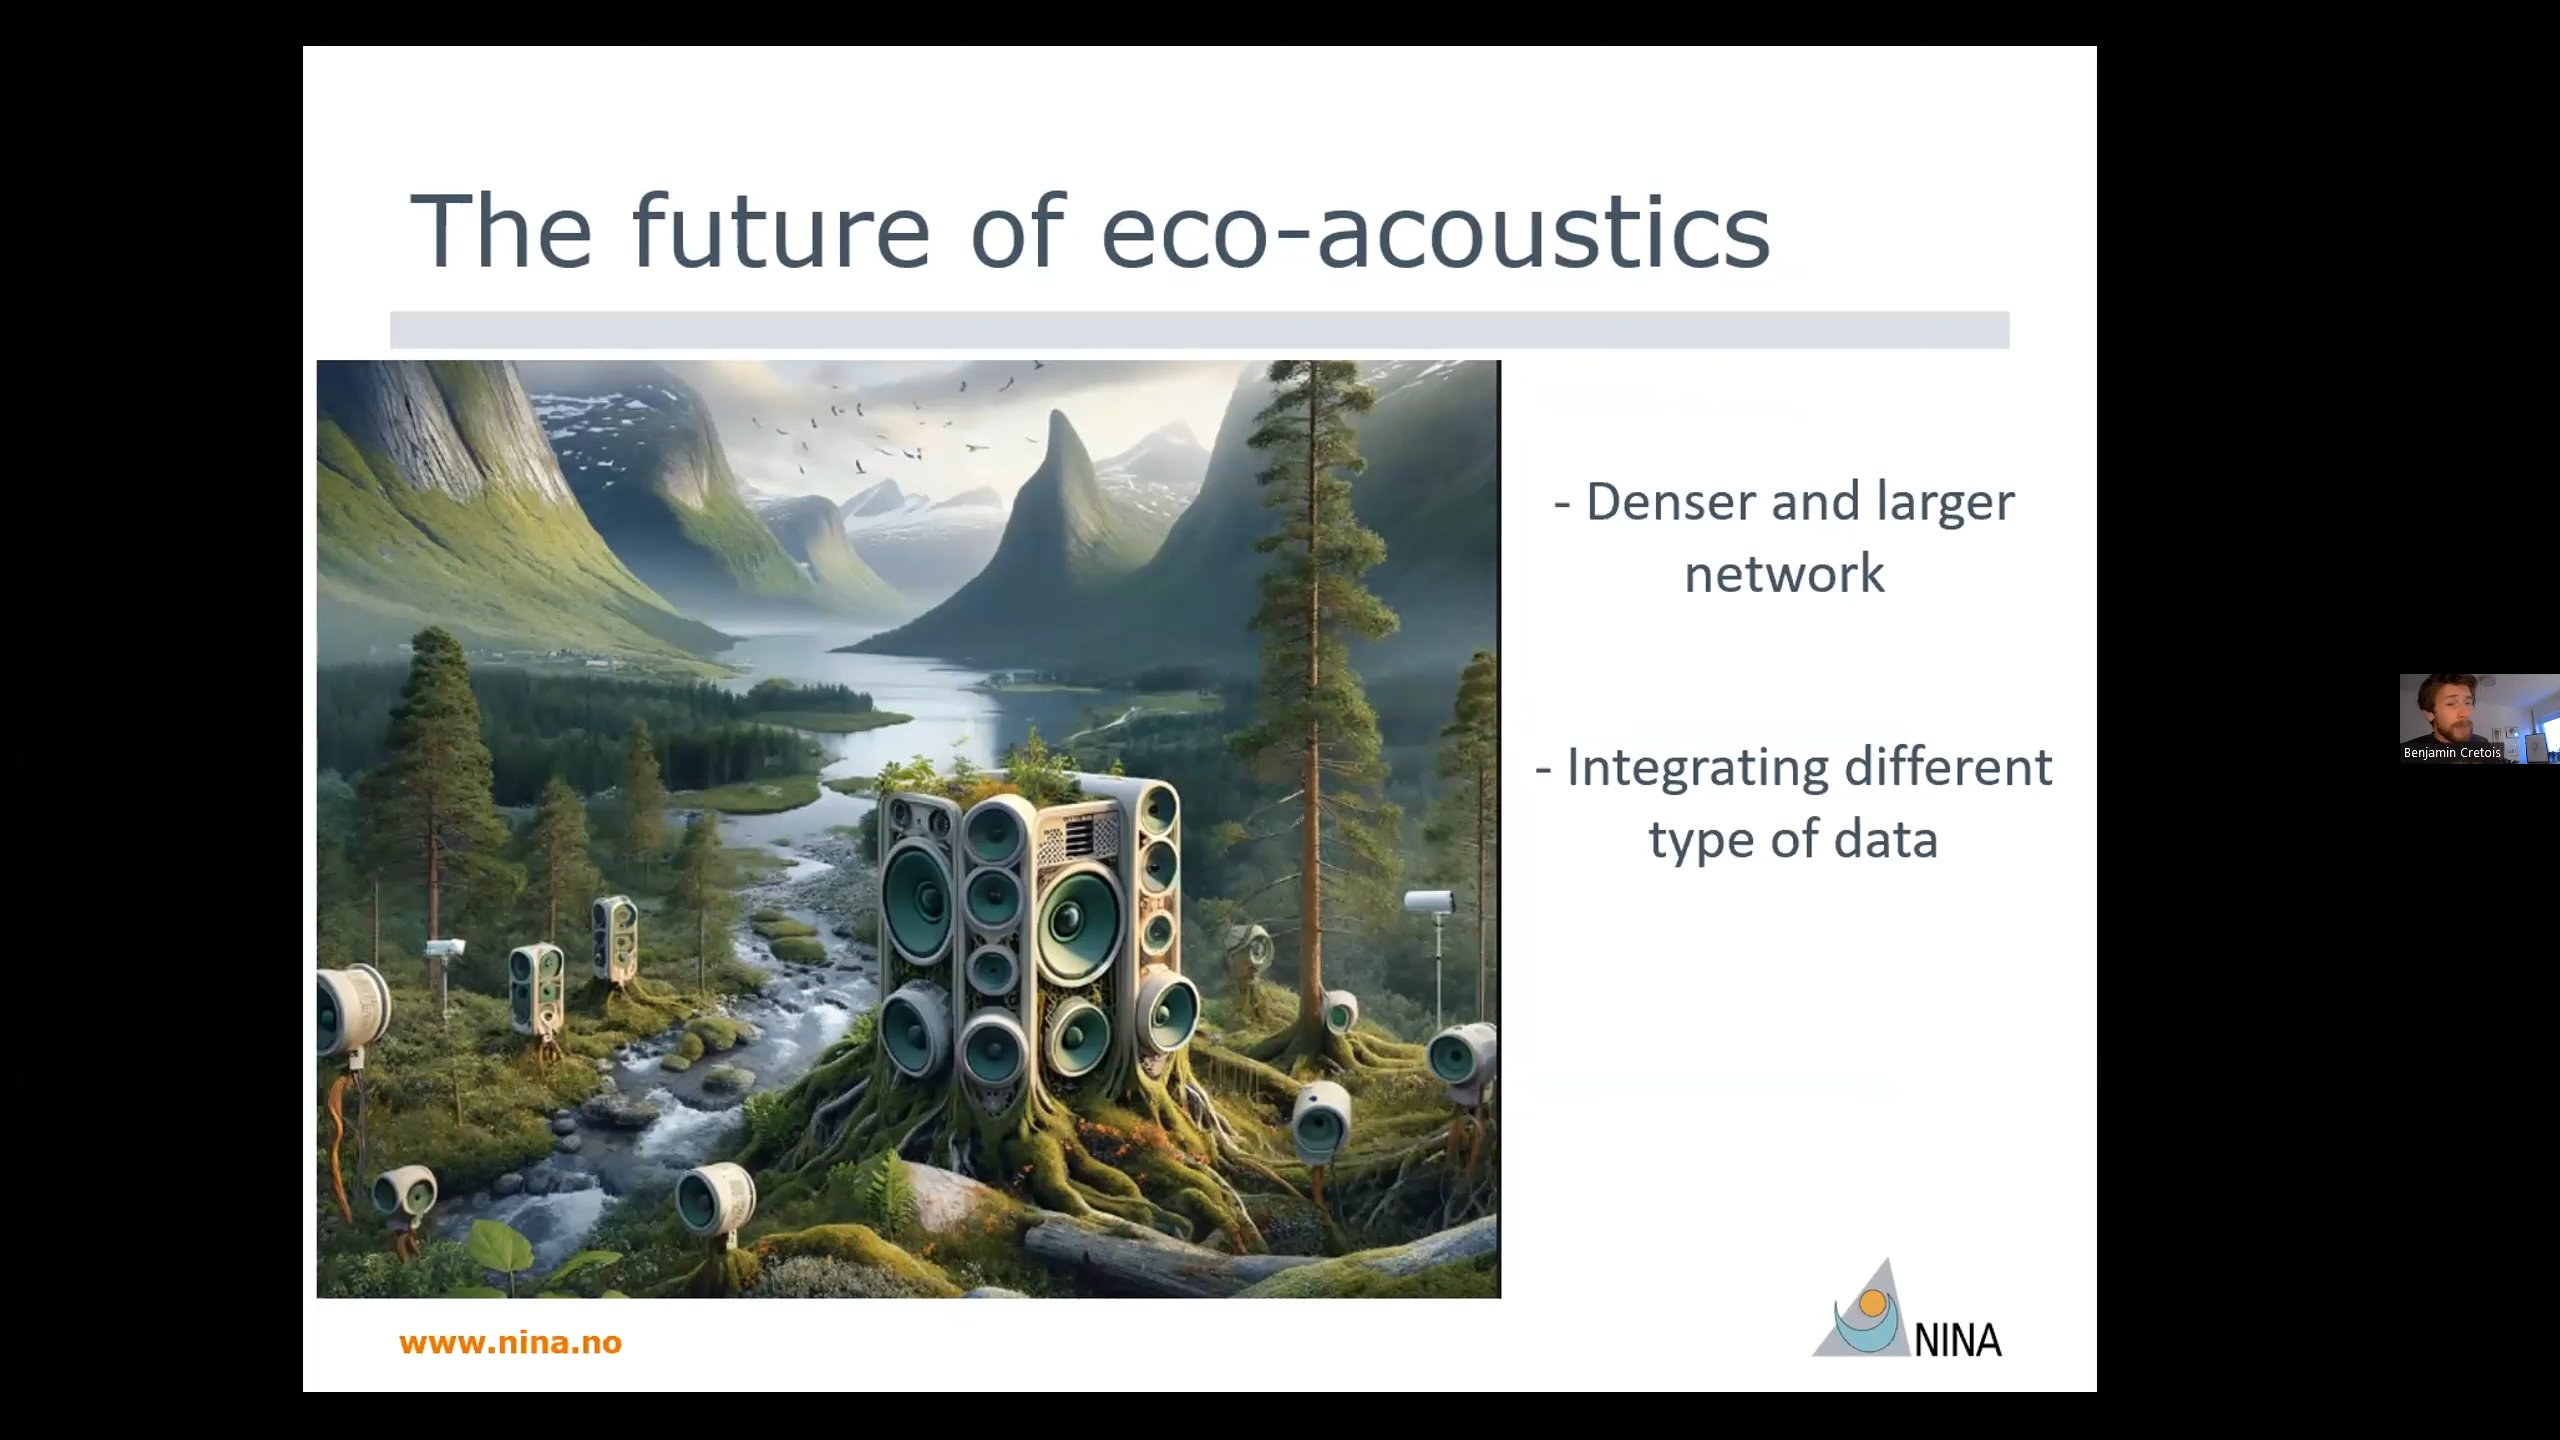 The future of eco-acoustics
- Denser and larger
network
- Integrating different
type of data
www.nina.no
NINA
Benjamin Cretois